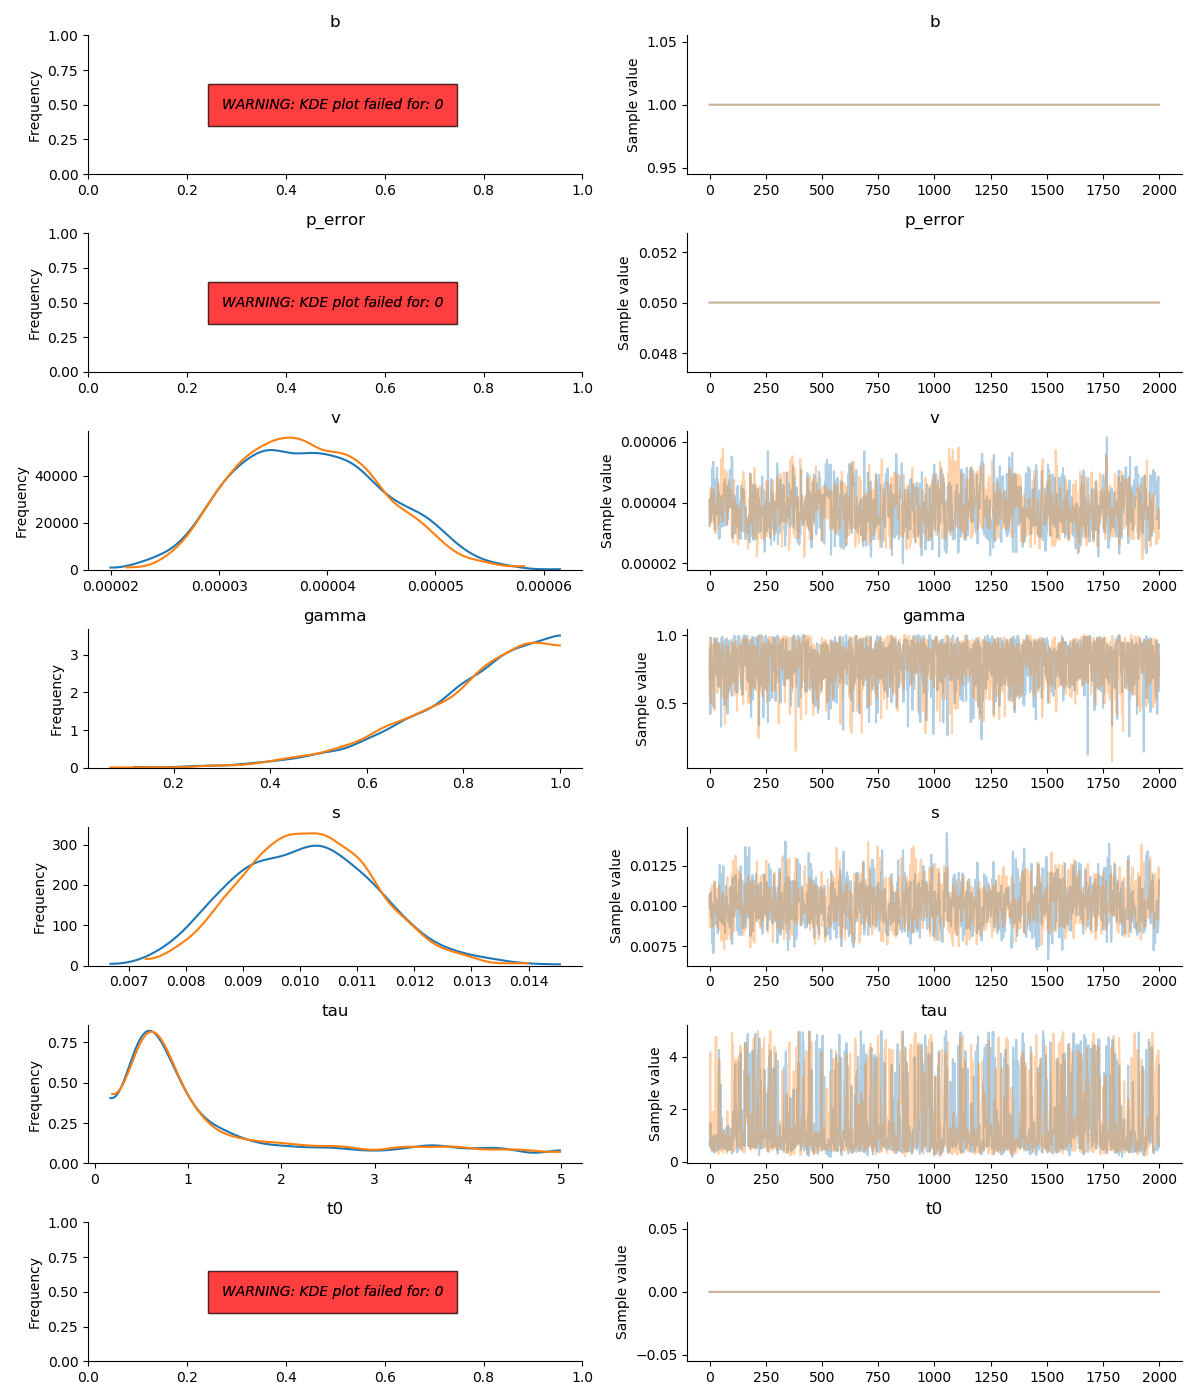 b
b
Frequency
1.00
0.75
0.50
0.25
0.00
WARNING: KDE plot failed for: 0
0.0 0.2 0.4 0.6 0.8 1.0
Sample value
1.05
1.00
0.95
0 250 500 750 1000 1250 1500 1750 2000
p_error
p_error
Frequency
1.00
0.75
0.50
0.25
0.00
WARNING: KDE plot failed for: 0
0.0 0.2 0.4 0.6 0.8 1.0
Sample value
0.052
0.050
0.048
0 250 500 750 1000 1250 1500 1750 2000
v
v
Frequency
40000
20000
0
0.00002 0.00003 0.00004 0.00005 0.00006
Sample value
0.00006
0.00004
0.00002
0 250 500 750 1000 1250 1500 1750 2000
gamma
gamma
Frequency
3
2
1
0
0.2 0.4 0.6 0.8 1.0
Sample value
1.0
0.5
0 250 500 750 1000 1250 1500 1750 2000
s
s
Frequency
300
200
100
0
0.007 0.008 0.009 0.010 0.011 0.012 0.013 0.014
Sample value
0.0125
0.0100
0.0075
0 250 500 750 1000 1250 1500 1750 2000
tau
tau
Frequency
0.75
0.50
0.25
0.00
0 1 2 3 4 5
Sample value
4
2
0
0 250 500 750 1000 1250 1500 1750 2000
t0
t0
Frequency
1.00
0.75
0.50
0.25
0.00
WARNING: KDE plot failed for: 0
0.0 0.2 0.4 0.6 0.8 1.0
Sample value
0.05
0.00
−0.05
0 250 500 750 1000 1250 1500 1750 2000